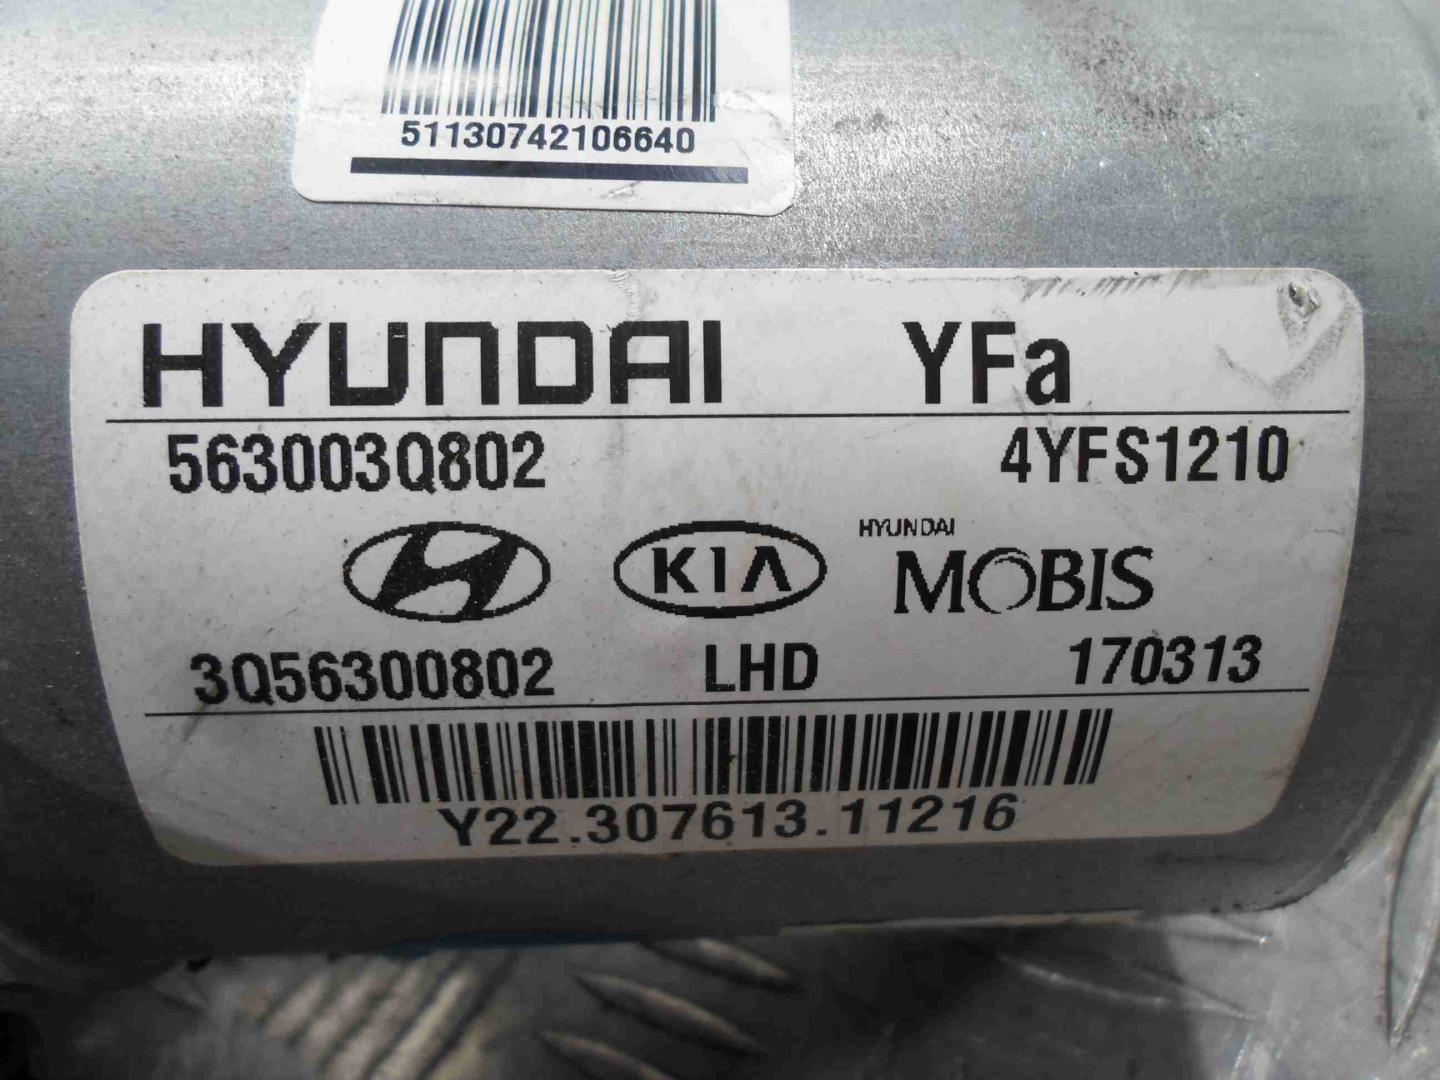 51130742106640
HYUNDAI YFa
563003Q802 4YFS1210
KIA HYUNDAI MOBIS
3Q56300802 LHD 170313
Y22.307613.11216